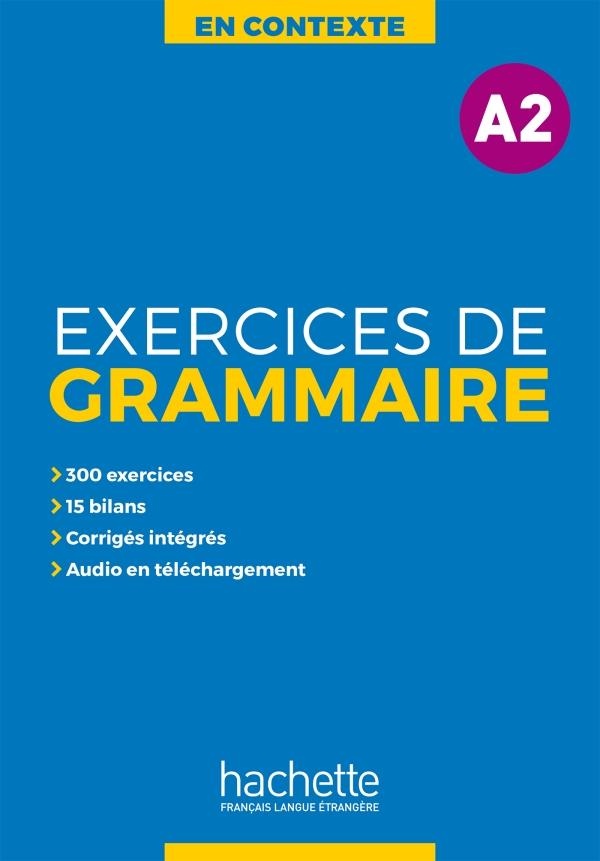 EN CONTEXTE
A2
EXERCICES DE
GRAMMAIRE
300 exercices
15 bilans
Corrigés intégrés
Audio en téléchargement
hachette
FRANÇAIS LANGUE ÉTRANGÈRE